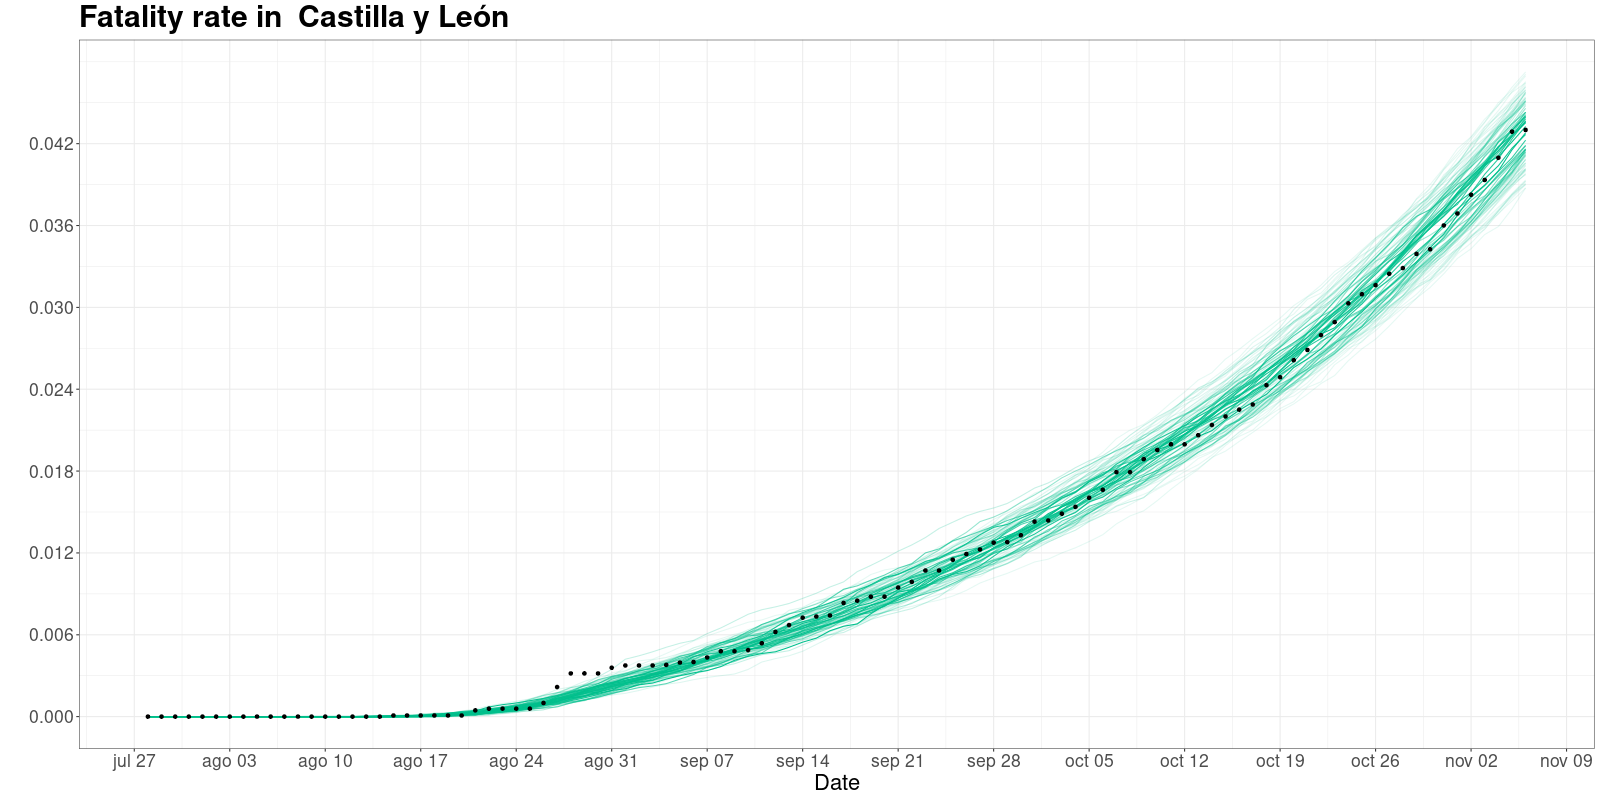 Fatality rate in  Castilla y León
0.042
0.036
0.030
0.024
0.018
0.012
0.006
0.000
jul 27 ago 03 ago 10 ago 17 ago 24 ago 31 sep 07 sep 14 sep 21 sep 28 oct 05 oct 12 oct 19 oct 26 nov 02 nov 09
Date